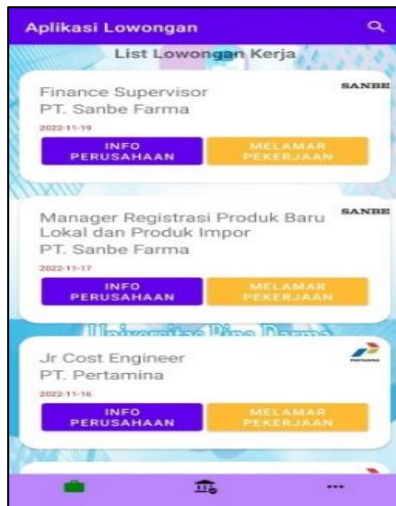 Aplikasi Lowongan
List Lowongan Kerja
Finance Supervisor
SANBE
PT. Sanbe Farma
2022-11-19
INFO
PERUSAHAAN
MELAMAR
PEKERJAAN
Manager Registrasi Produk Baru
Lokal dan Produk Impor
SANBE
PT. Sanbe Farma
2022-11-17
INFO
PERUSAHAAN
MELAMAR
PEKERJAAN
Universitas Bina Darma
Jr Cost Engineer
PERTAMINA
PT. Pertamina
2022-11-16
INFO
PERUSAHAAN
MELAMAR
PEKERJAAN